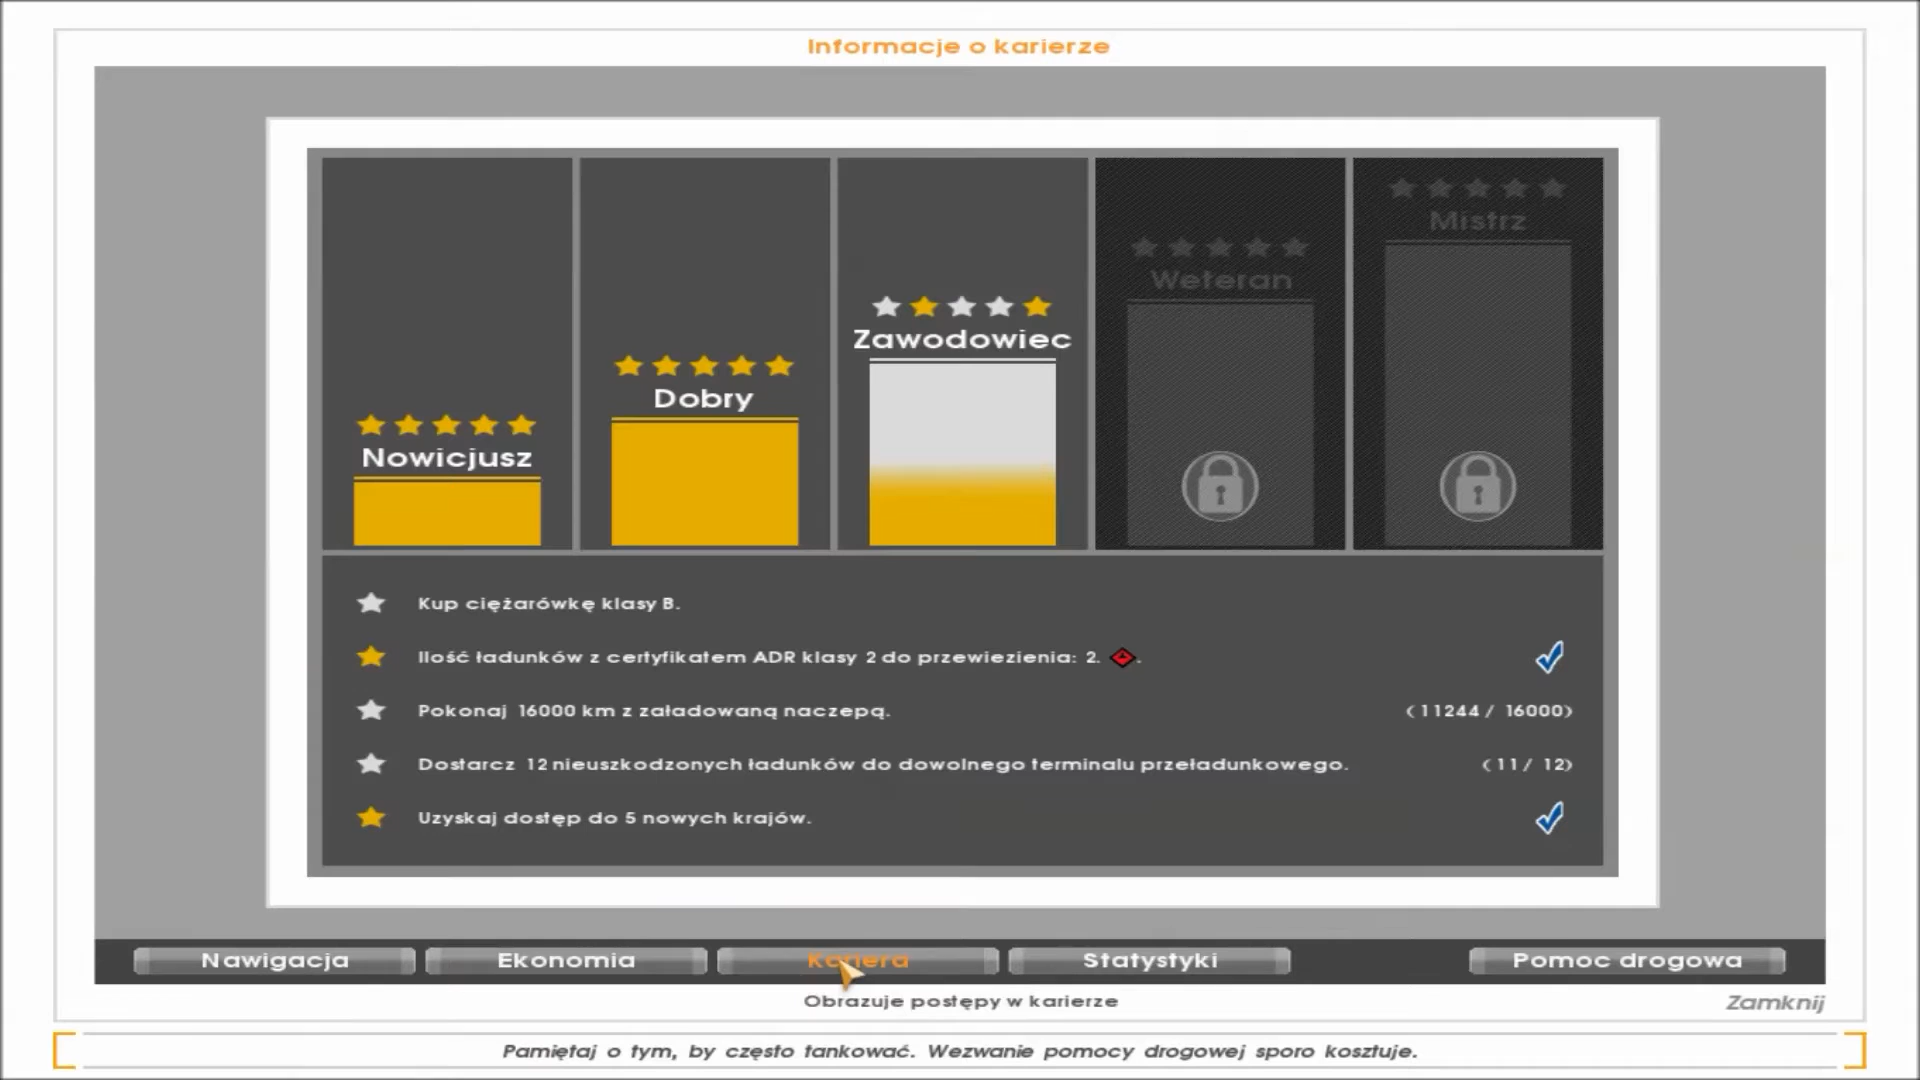 Informacje o karierze
Mistrz
Weteran
Zawodowiec
Dobry
Nowicjusz
Kup ciężarówkę klasy B.
Ilość ładunków z certyfikatem ADR klasy 2 do przewiezienia: 2. .
Pokonaj 16000 km z załadowaną naczepą. (11244 / 16000)
Dostarcz 12 nieuszkodzonych ładunków do dowolnego terminalu przeładunkowego. (11 / 12)
Uzyskaj dostęp do 5 nowych krajów.
Nawigacja Ekonomia Kariera Statystyki Pomoc drogowa
Obrazuje postępy w karierze
Zamknij
Pamiętaj o tym, by często tankować. Wezwanie pomocy drogowej sporo kosztuje.